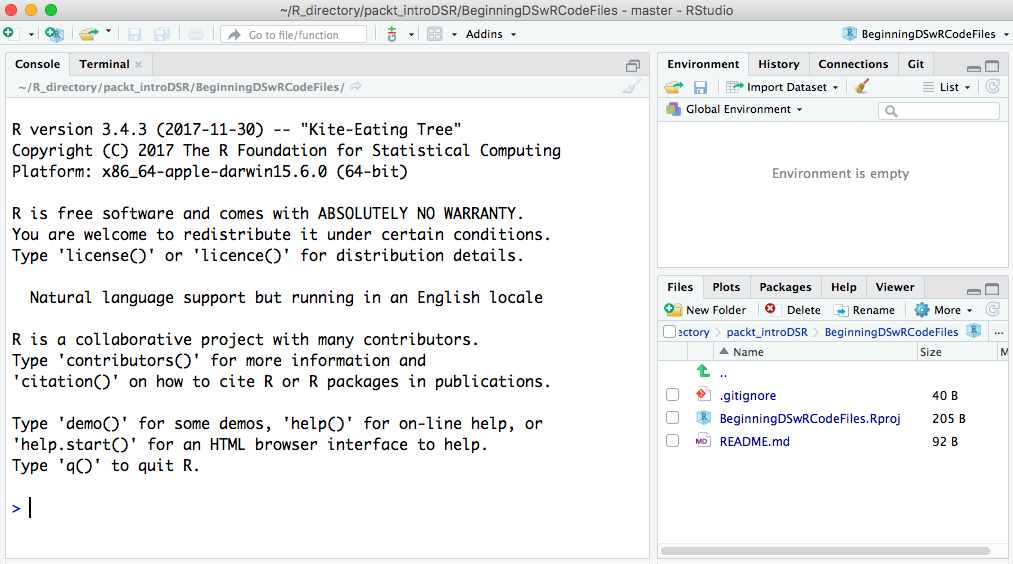 ~/R_directory/packt_introDSR/BeginningDSwRCodeFiles - master - RStudio
Go to file/function
Addins
BeginningDSwRCodeFiles
Console Terminal
~/R_directory/packt_introDSR/BeginningDSwRCodeFiles/
R version 3.4.3 (2017-11-30) -- "Kite-Eating Tree"
Copyright (C) 2017 The R Foundation for Statistical Computing
Platform: x86_64-apple-darwin15.6.0 (64-bit)
R is free software and comes with ABSOLUTELY NO WARRANTY.
You are welcome to redistribute it under certain conditions.
Type 'license()' or 'licence()' for distribution details.
Natural language support but running in an English locale
R is a collaborative project with many contributors.
Type 'contributors()' for more information and
'citation()' on how to cite R or R packages in publications.
Type 'demo()' for some demos, 'help()' for on-line help, or
'help.start()' for an HTML browser interface to help.
Type 'q()' to quit R.
>
Environment History Connections Git
Import Dataset List
Global Environment
Environment is empty
Files Plots Packages Help Viewer
New Folder Delete Rename More
ectory packt_introDSR BeginningDSwRCodeFiles ...
Name Size M
..
.gitignore 40 B
BeginningDSwRCodeFiles.Rproj 205 B
MD README.md 92 B